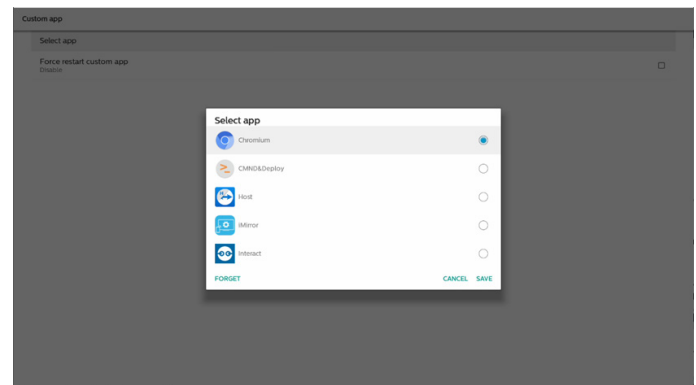 Custom app
Select app
Force restart custom app
Disable
Select app
Chromium
CMND&Deploy
Host
iMirror
Interact
FORGET
CANCEL SAVE